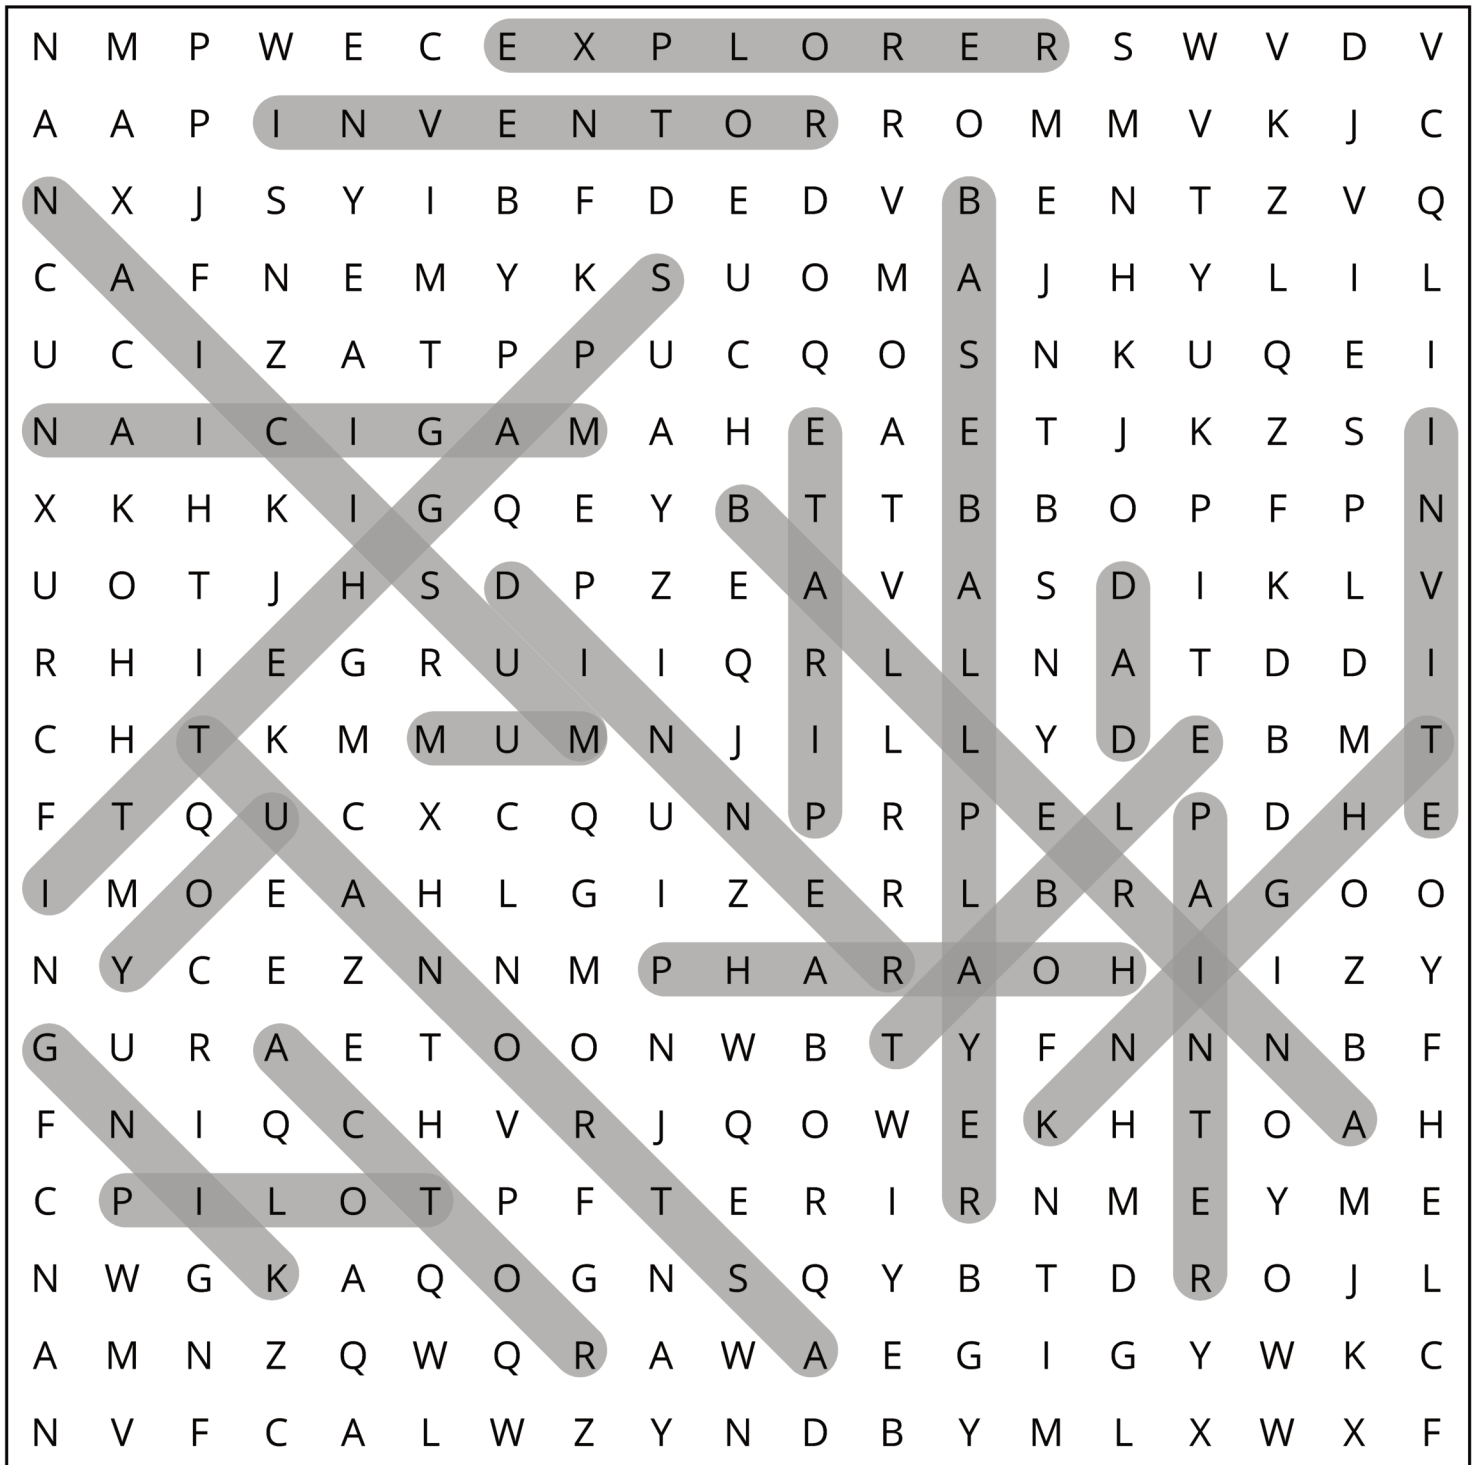 N M P W E C E X P L O R E R S W V D V
A A P I N V E N T O R R O M M V K J C
N X J S Y I B F D E D V B E N T Z V Q
C A F N E M Y K S U O M A J H Y L I L
U C I Z A T P P U C Q O S N K U Q E I
N A I C I G A M A H E A E T J K Z S I
X K H K I G Q E Y B T T B B O P F P N
U O T J H S D P Z E A V A S D I K L V
R H I E G R U I I Q R L L N A T D D I
C H T K M M U M N J I L L Y D E B M T
F T Q U C X C Q U N P R P E L P D H E
I M O E A H L G I Z E R L B R A G O O
N Y C E Z N N M P H A R A O H I I Z Y
G U R A E T O O N W B T Y F N N N B F
F N I Q C H V R J Q O W E K H T O A H
C P I L O T P F T E R I R N M E Y M E
N W G K A Q O G N S Q Y B T D R O J L
A M N Z Q W Q R A W A E G I G Y W K C
N V F C A L W Z Y N D B Y M L X W X F